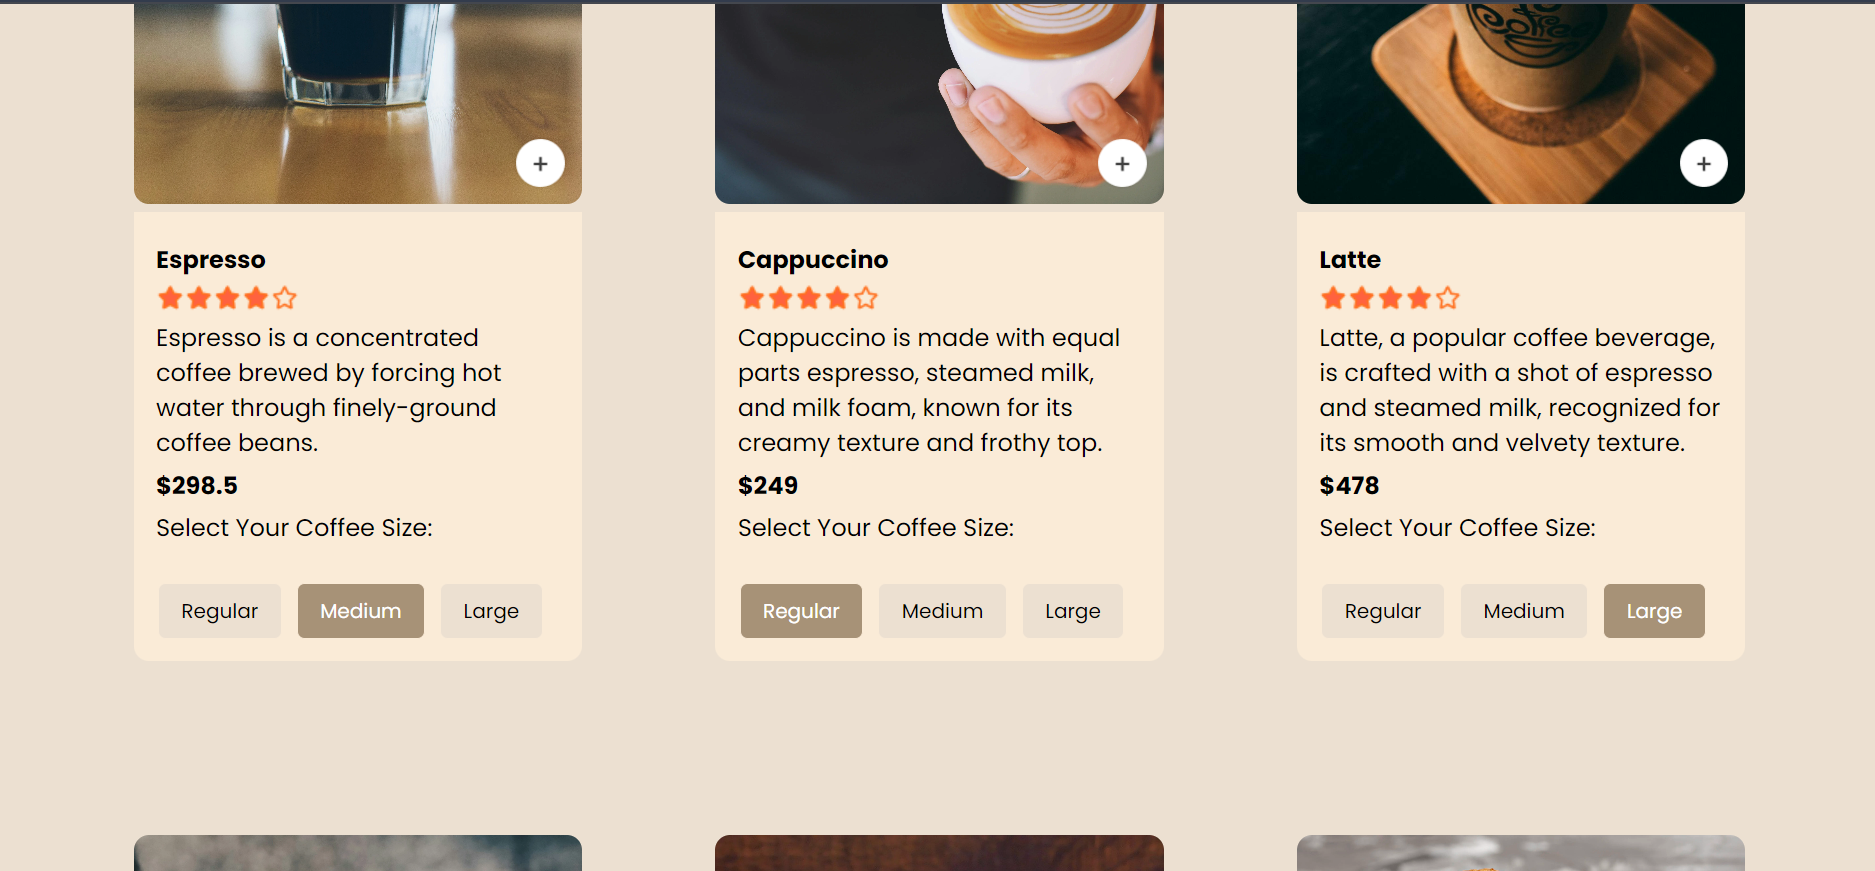 Coffee
+
+
+
Espresso
Espresso is a concentrated
coffee brewed by forcing hot
water through finely-ground
coffee beans.
$298.5
Select Your Coffee Size:
Regular Medium Large
Cappuccino
Cappuccino is made with equal
parts espresso, steamed milk,
and milk foam, known for its
creamy texture and frothy top.
$249
Select Your Coffee Size:
Regular Medium Large
Latte
Latte, a popular coffee beverage,
is crafted with a shot of espresso
and steamed milk, recognized for
its smooth and velvety texture.
$478
Select Your Coffee Size:
Regular Medium Large